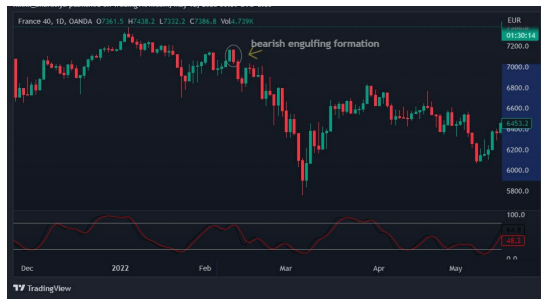 France 40, 1D, OANDA O7361.5 H7438.2 L7332.2 C7386.8 Vol4.739K
EUR
01:30:14
7200.0
bearish engulfing formation
7000.0
6800.0
6600.0
6453.2
6400.0
6200.0
6000.0
5800.0
100.0
48.2
0.0
Dec 2022 Feb Mar Apr May
TradingView